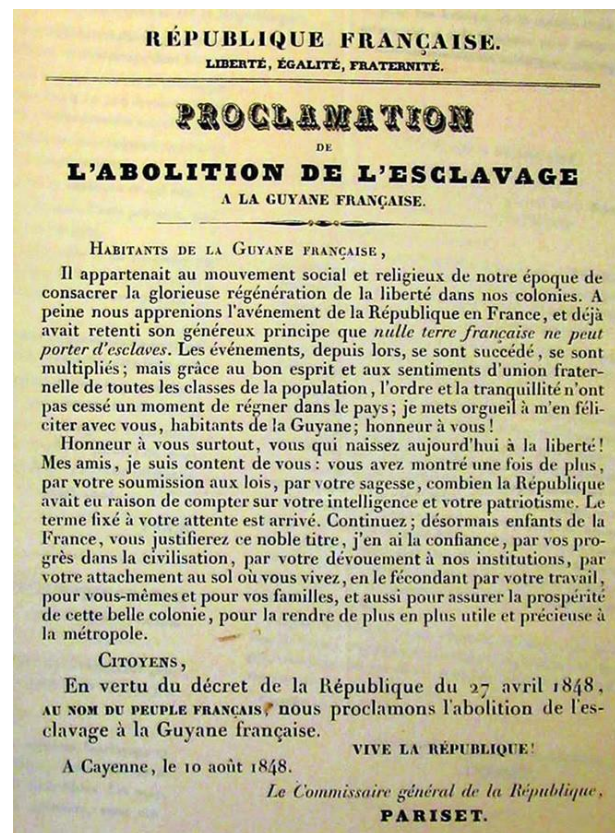 RÉPUBLIQUE FRANÇAISE.
LIBERTÉ, ÉGALITÉ, FRATERNITÉ.
PROCLAMATION
DE
L'ABOLITION DE L'ESCLAVAGE
A LA GUYANE FRANÇAISE.
HABITANTS DE LA GUYANE FRANÇAISE,
Il appartenait au mouvement social et religieux de notre époque de
consacrer la glorieuse régénération de la liberté dans nos colonies. A
peine nous apprenions l'avénement de la République en France, et déjà
avait retenti son généreux principe que nulle terre française ne peut
porter d'esclaves. Les événements, depuis lors, se sont succédé, se sont
multipliés; mais grâce au bon esprit et aux sentiments d'union frater-
nelle de toutes les classes de la population, l'ordre et la tranquillité n'ont
pas cessé un moment de régner dans le pays; je mets orgueil à m'en féli-
citer avec vous, habitants de la Guyane; honneur à vous!
Honneur à vous surtout, vous qui naissez aujourd'hui à la liberté!
Mes amis, je suis content de vous: vous avez montré une fois de plus,
par votre soumission aux lois, par votre sagesse, combien la République
avait eu raison de compter sur votre intelligence et votre patriotisme. Le
terme fixé à votre attente est arrivé. Continuez; désormais enfants de la
France, vous justifierez ce noble titre, j'en ai la confiance, par vos pro-
grès dans la civilisation, par votre dévouement à nos institutions, par
votre attachement au sol où vous vivez, en le fécondant par votre travail,
pour vous-mêmes et pour vos familles, et aussi pour assurer la prospérité
de cette belle colonie, pour la rendre de plus en plus utile et précieuse à
la métropole.
CITOYENS,
En vertu du décret de la République du 27 avril 1848,
AU NOM DU PEUPLE FRANÇAIS, nous proclamons l'abolition de l'es-
clavage à la Guyane française.
VIVE LA RÉPUBLIQUE!
A Cayenne, le 10 août 1848.
Le Commissaire général de la République,
PARISET.